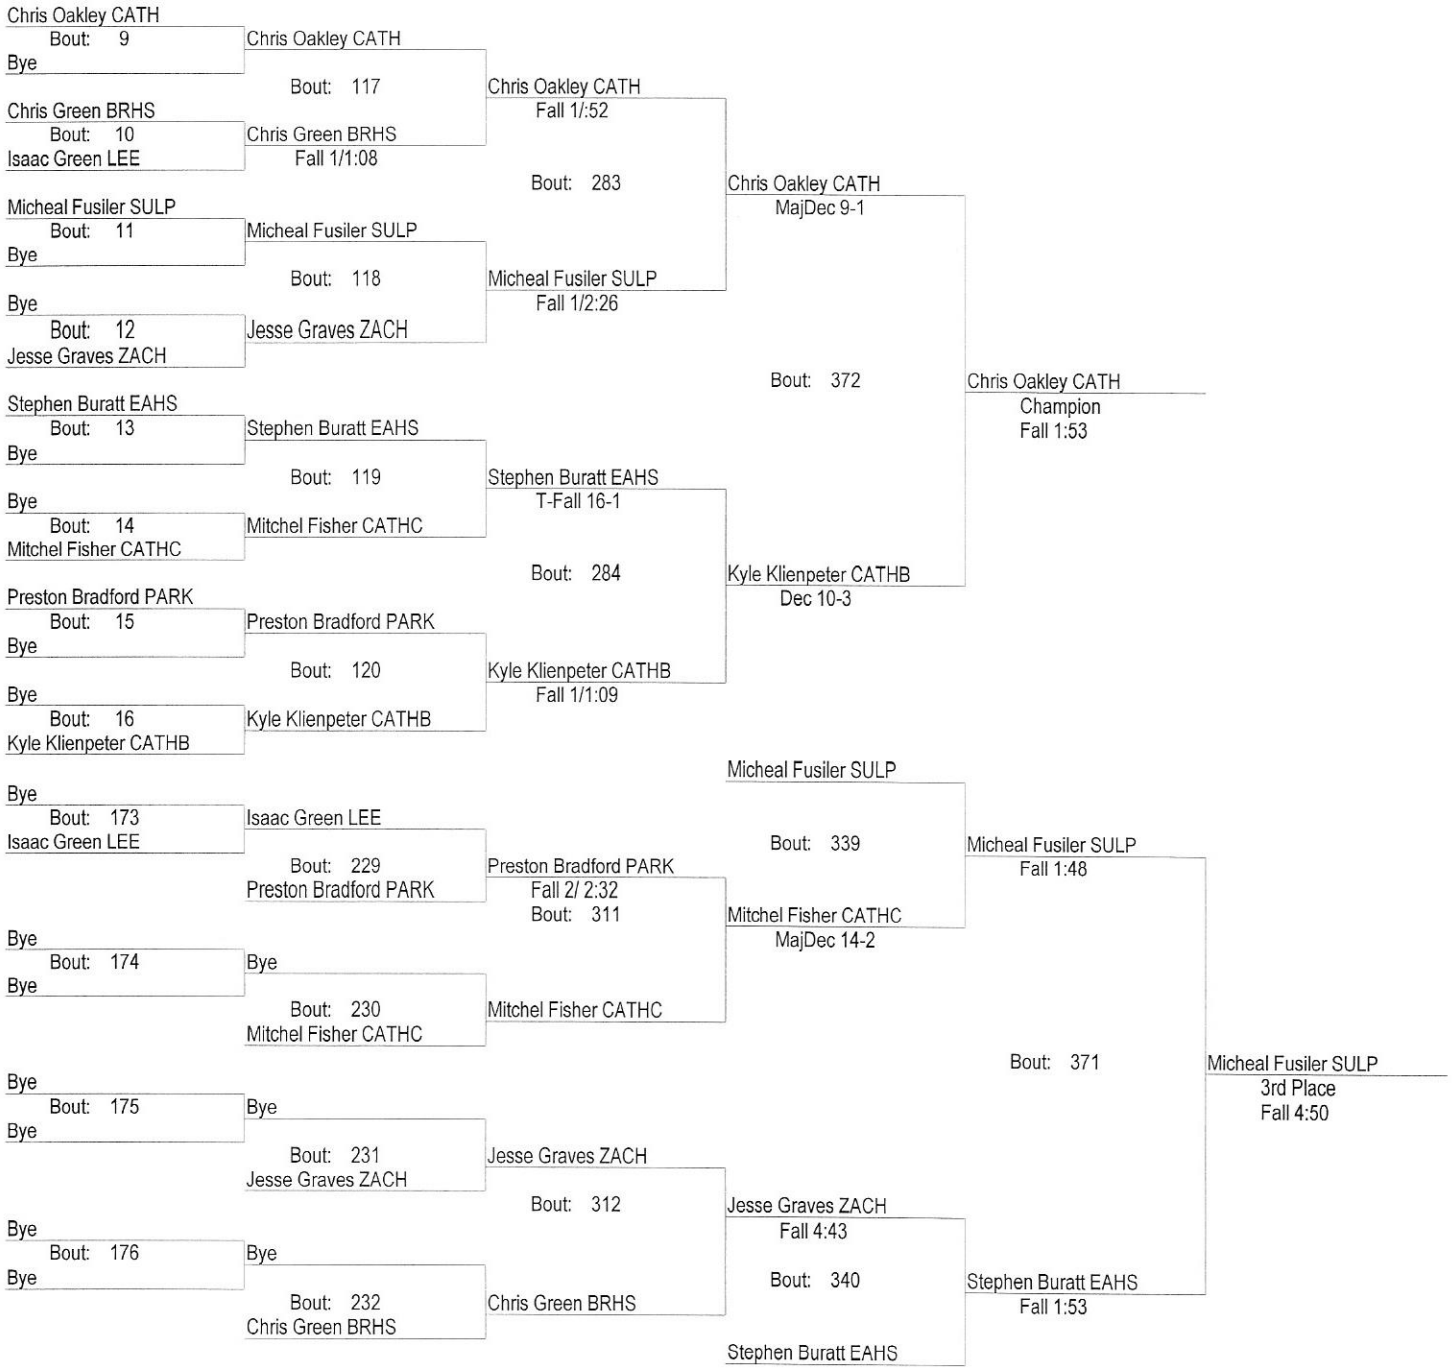 Chris Oakley CATH
Bout: 9
Bye
Chris Oakley CATH
Bout: 117
Chris Green BRHS
Bout: 10
Isaac Green LEE
Chris Green BRHS
Fall 1/1:08
Chris Oakley CATH
Fall 1/:52
Bout: 283
Micheal Fusiler SULP
Bout: 11
Bye
Micheal Fusiler SULP
Bout: 118
Bye
Bout: 12
Jesse Graves ZACH
Jesse Graves ZACH
Micheal Fusiler SULP
Fall 1/2:26
Chris Oakley CATH
MajDec 9-1
Bout: 372
Stephen Buratt EAHS
Bout: 13
Bye
Stephen Buratt EAHS
Bout: 119
Bye
Bout: 14
Mitchel Fisher CATHC
Mitchel Fisher CATHC
Stephen Buratt EAHS
T-Fall 16-1
Bout: 284
Preston Bradford PARK
Bout: 15
Bye
Preston Bradford PARK
Bout: 120
Bye
Bout: 16
Kyle Klienpeter CATHB
Kyle Klienpeter CATHB
Kyle Klienpeter CATHB
Fall 1/1:09
Kyle Klienpeter CATHB
Dec 10-3
Chris Oakley CATH
Champion
Fall 1:53
Bye
Bout: 173
Isaac Green LEE
Isaac Green LEE
Bout: 229
Preston Bradford PARK
Preston Bradford PARK
Fall 2/ 2:32
Bout: 311
Bye
Bout: 174
Bye
Bye
Bout: 230
Mitchel Fisher CATHC
Mitchel Fisher CATHC
Micheal Fusiler SULP
Bout: 339
Mitchel Fisher CATHC
MajDec 14-2
Micheal Fusiler SULP
Fall 1:48
Bout: 371
Bye
Bout: 175
Bye
Bye
Bout: 231
Jesse Graves ZACH
Jesse Graves ZACH
Bout: 312
Bye
Bout: 176
Bye
Bye
Bout: 232
Chris Green BRHS
Chris Green BRHS
Jesse Graves ZACH
Fall 4:43
Bout: 340
Stephen Buratt EAHS
Stephen Buratt EAHS
Fall 1:53
Micheal Fusiler SULP
3rd Place
Fall 4:50